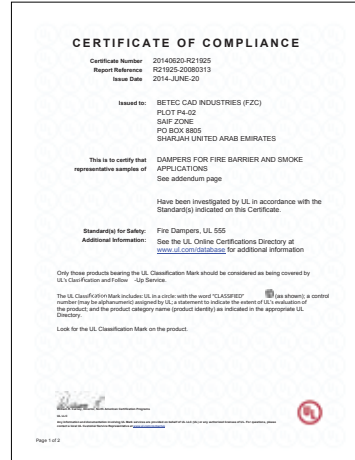 CERTIFICATE OF COMPLIANCE
Certificate Number 20140620-R21925
Report Reference R21925-20080313
Issue Date 2014-JUNE-20
Issued to: BETEC CAD INDUSTRIES (FZC)
PLOT P4-02
SAIF ZONE
PO BOX 8805
SHARJAH UNITED ARAB EMIRATES
This is to certify that DAMPERS FOR FIRE BARRIER AND SMOKE
representative samples of APPLICATIONS
See addendum page
Have been investigated by UL in accordance with the
Standard(s) indicated on this Certificate.
Standard(s) for Safety: Fire Dampers, UL 555
Additional Information: See the UL Online Certifications Directory at
www.ul.com/database for additional information
Only those products bearing the UL Classification Mark should be considered as being covered by
UL's Classification and Follow -Up Service.
The UL Classification Mark includes: UL in a circle: with the word "CLASSIFIED" (as shown); a control
number (may be alphanumeric) assigned by UL; a statement to indicate the extent of UL's evaluation of
the product; and the product category name (product identity) as indicated in the appropriate UL
Directory.
Look for the UL Classification Mark on the product.
UL
Page 1 of 2